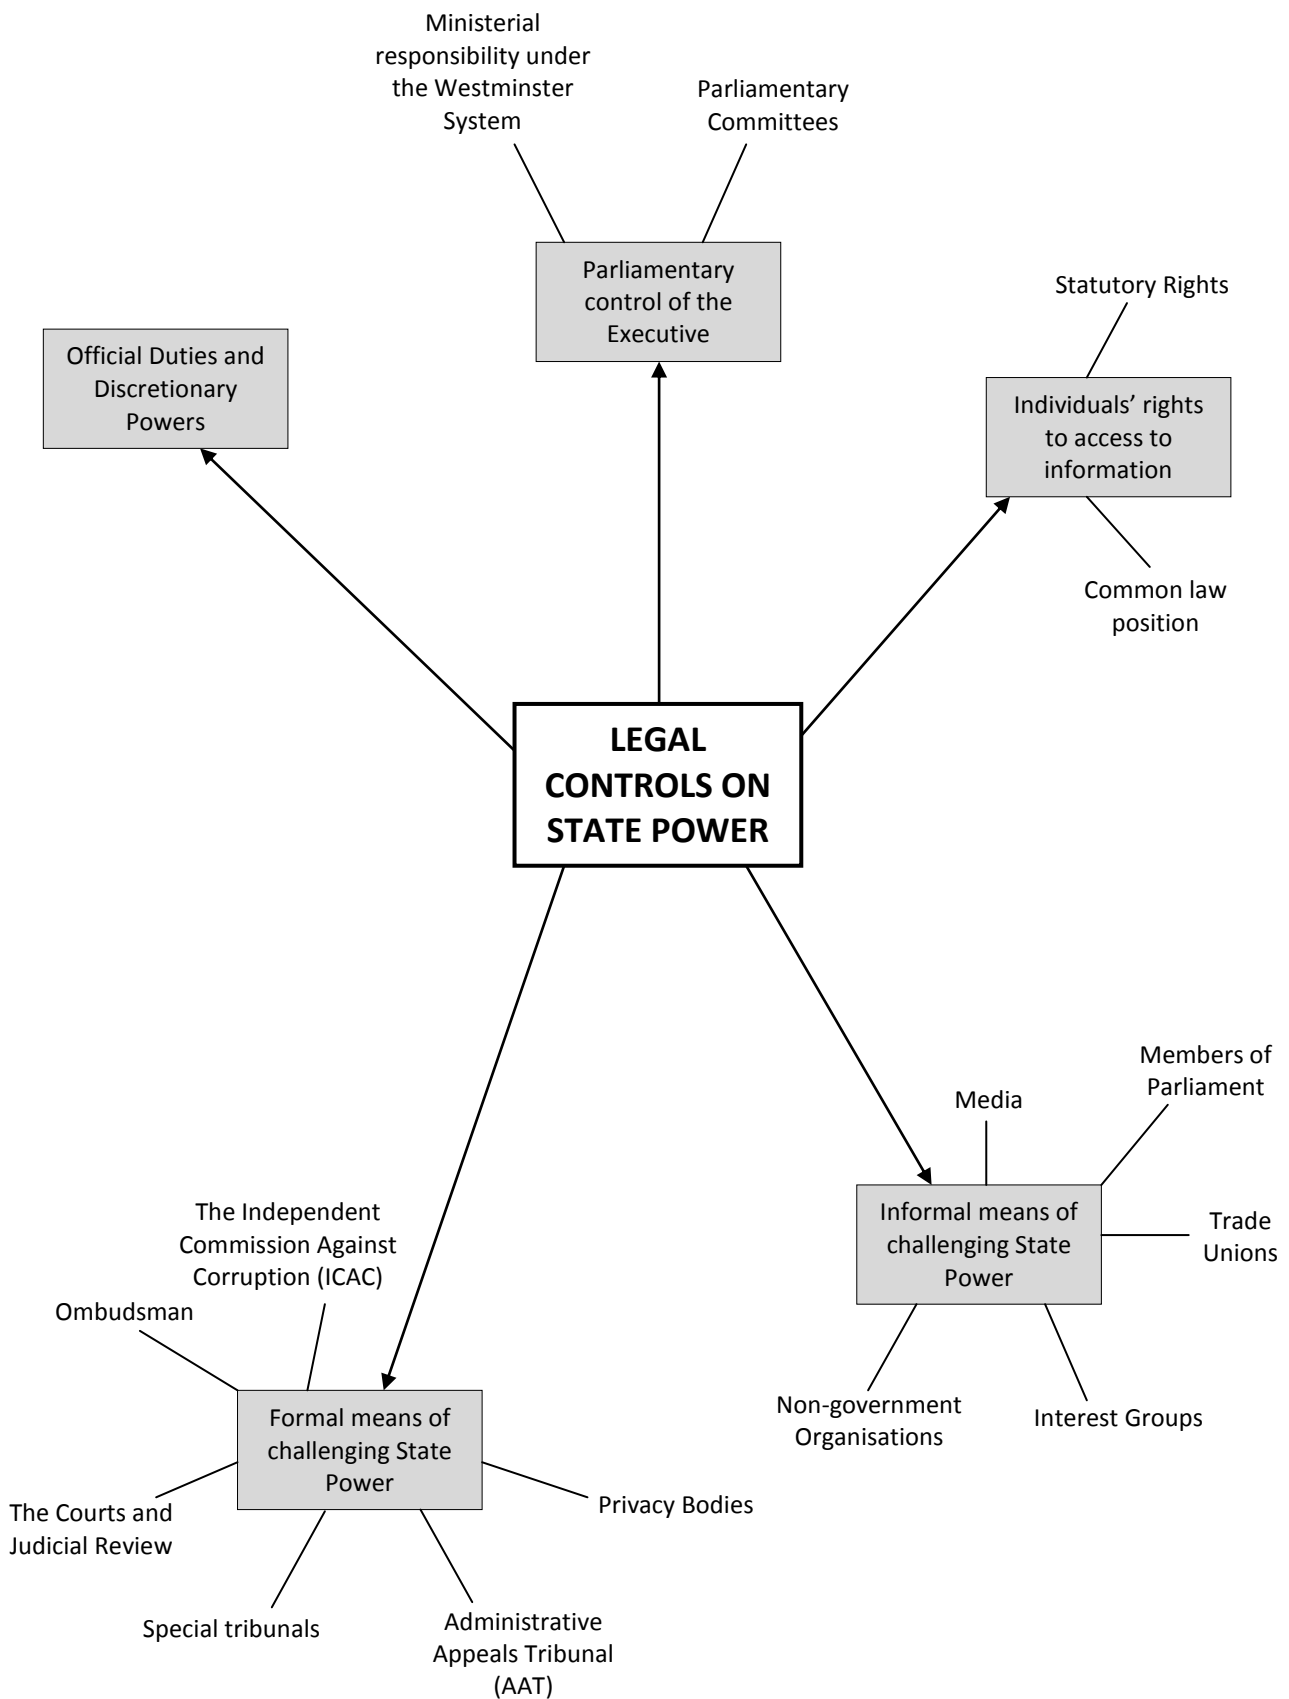 Ministerial
responsibility under
the Westminster
System
Parliamentary
Committees
Parliamentary
control of the
Executive
Statutory Rights
Official Duties and
Discretionary
Powers
Individuals’ rights
to access to
information
Common law
position
LEGAL
CONTROLS ON
STATE POWER
Members of
Parliament
Media
The Independent
Commission Against
Corruption (ICAC)
Informal means of
challenging State
Power
Trade
Unions
Ombudsman
Non-government
Organisations
Interest Groups
Formal means of
challenging State
Power
The Courts and
Judicial Review
Privacy Bodies
Special tribunals
Administrative
Appeals Tribunal
(AAT)